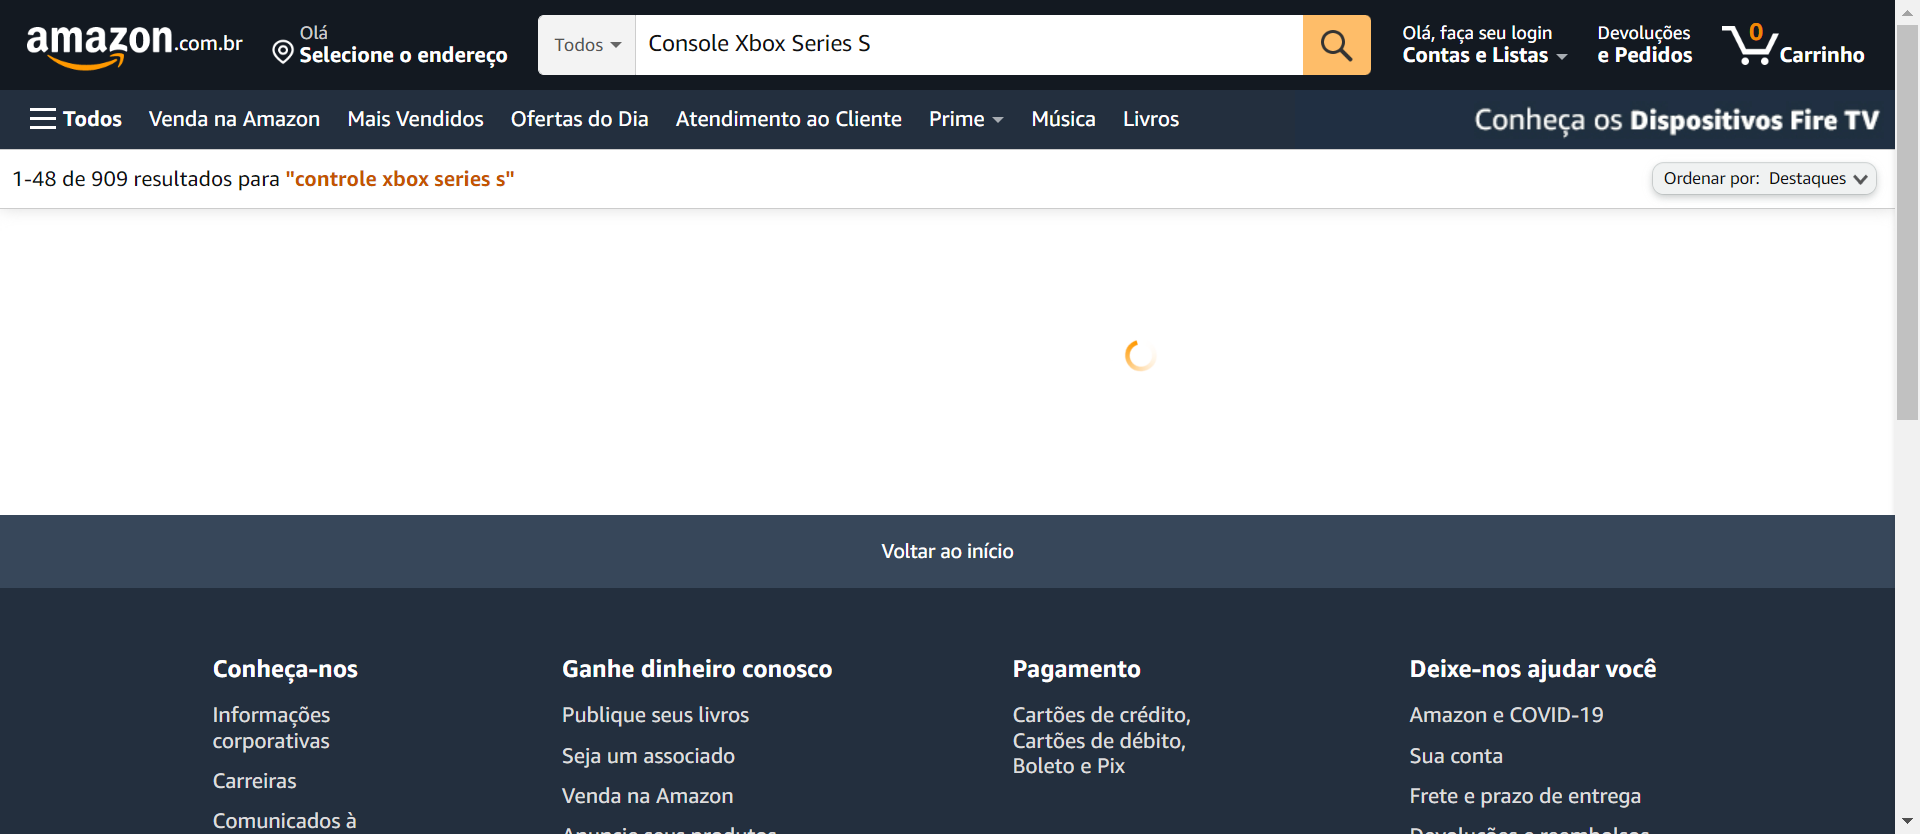 amazon.com.br
Olá
Selecione o endereço
Todos
Console Xbox Series S
Olá, faça seu login
Contas e Listas
Devoluções
e Pedidos
0
Carrinho
Todos
Venda na Amazon
Mais Vendidos
Ofertas do Dia
Atendimento ao Cliente
Prime
Música
Livros
Conheça os Dispositivos Fire TV
1-48 de 909 resultados para "controle xbox series s"
Ordenar por: Destaques
Voltar ao início
Conheça-nos
Informações
corporativas
Carreiras
Comunicados à
Ganhe dinheiro conosco
Publique seus livros
Seja um associado
Venda na Amazon
Anuncie seus produtos
Pagamento
Cartões de crédito,
Cartões de débito,
Boleto e Pix
Deixe-nos ajudar você
Amazon e COVID-19
Sua conta
Frete e prazo de entrega
Devoluções e reembolsos